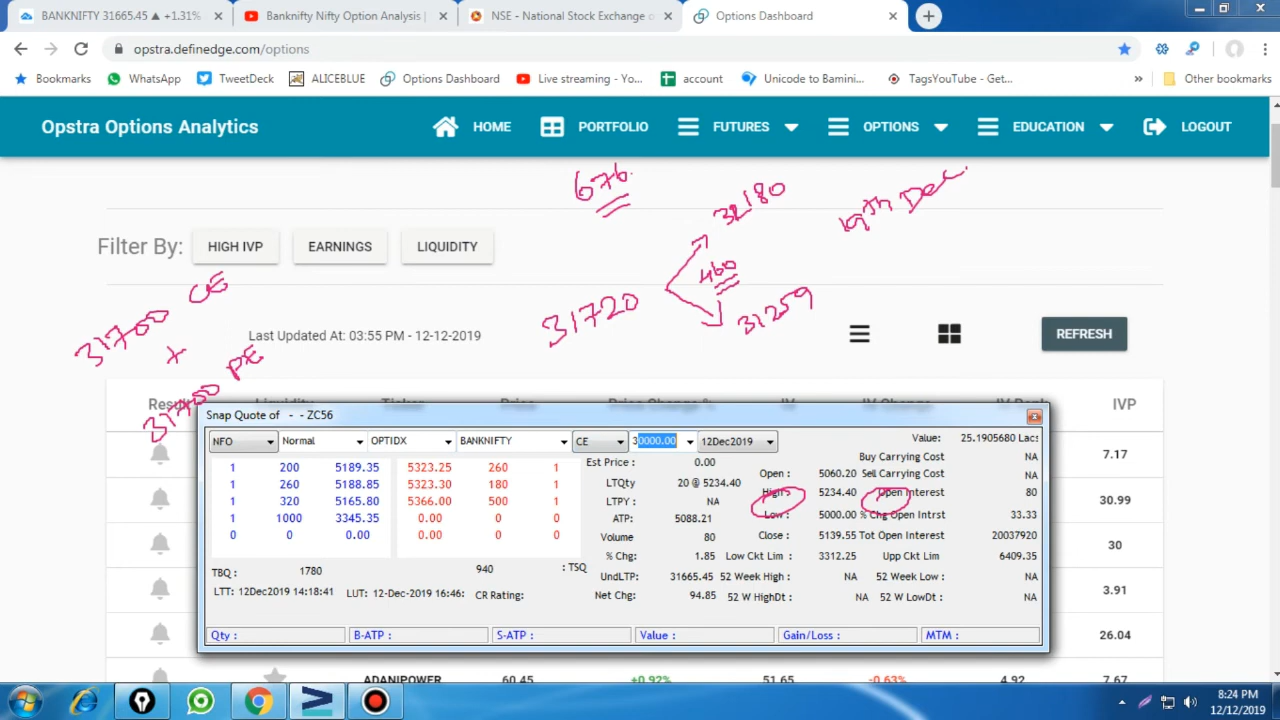 BANKNIFTY 31665.45 ▲ +1.31%
Banknifty Nifty Option Analysis |
NSE - National Stock Exchange o
Options Dashboard
opstra.definedge.com/options
Bookmarks
WhatsApp
TweetDeck
ALICEBLUE
Options Dashboard
Live streaming - Yo...
account
Unicode to Bamini...
TagsYouTube - Get...
»
Other bookmarks
Opstra Options Analytics
HOME
PORTFOLIO
FUTURES
OPTIONS
EDUCATION
LOGOUT
676
32180
19th Dec
Filter By:
HIGH IVP
EARNINGS
LIQUIDITY
460
31700 CE
+
31700 PE
31720
31259
Last Updated At: 03:55 PM - 12-12-2019
REFRESH
Liquidity
Ticker
Price
Price Change %
IV
IV Change
IV Rank
IVP
Snap Quote of - - ZC56
NFO
Normal
OPTIDX
BANKNIFTY
CE
30000.00
12Dec2019
Value: 25.1905680 Lacs
1 200 5189.35 5323.25 260 1
1 260 5188.85 5323.30 180 1
1 320 5165.80 5366.00 500 1
1 1000 3345.35 0.00 0 0
0 0 0.00 0.00 0 0
TBQ : 1780 940 : TSQ
LTT: 12Dec2019 14:18:41 LUT: 12-Dec-2019 16:46: CR Rating:
Est Price : 0.00
LTQty 20 @ 5234.40
LTPY : NA
ATP: 5088.21
Volume 80
% Chg: 1.85
UndLTP: 31665.45
Net Chg: 94.85
Open : 5060.20
High : 5234.40
Low : 5000.00
Close : 5139.55
Low Ckt Lim : 3312.25
52 Week High : NA
52 W HighDt : NA
Buy Carrying Cost NA
Sell Carrying Cost NA
Open Interest 80
% Chg Open Intrst 33.33
Tot Open Interest 20037920
Upp Ckt Lim 6409.35
52 Week Low : NA
52 W LowDt : NA
Qty :
B-ATP :
S-ATP :
Value :
Gain/Loss :
MTM :
7.17
30.99
30
3.91
26.04
ADANIPOWER 60.45 +0.92% 51.65 -0.63% 4.92 7.67
8:24 PM
12/12/2019